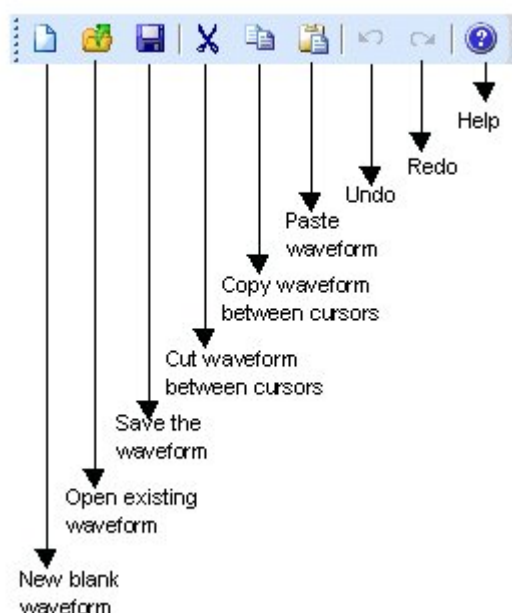 ?
Help
Redo
Undo
Paste
waveform
Copy waveform
between cursors
Cut waveform
between cursors
Save the
waveform
Open existing
waveform
New blank
waveform